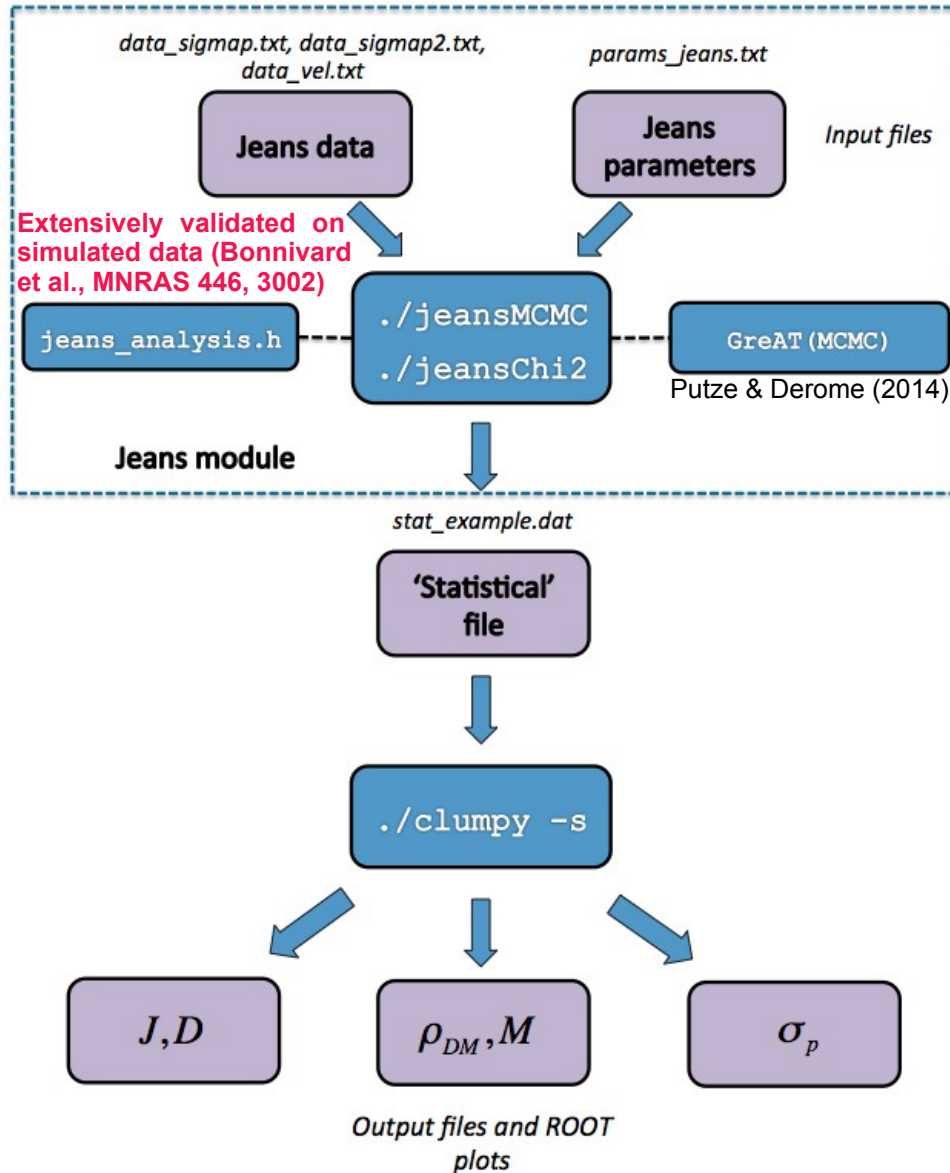 data_sigmap.txt, data_sigmap2.txt,
data_vel.txt
params_jeans.txt
Jeans data
Jeans
parameters
Input files
Extensively validated on
simulated data (Bonnivard
et al., MNRAS 446, 3002)
jeans_analysis.h
./jeansMCMC
./jeansChi2
GreAT(MCMC)
Putze & Derome (2014)
Jeans module
stat_example.dat
‘Statistical’
file
./clumpy -s
J,D
ρ_DM,M
σ_p
Output files and ROOT
plots